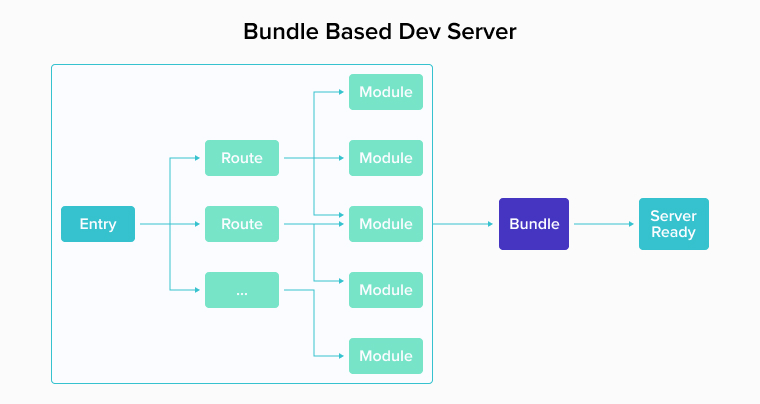 Bundle Based Dev Server
Module
Route
Module
Entry
Route
Module
Bundle
Server
Ready
...
Module
Module